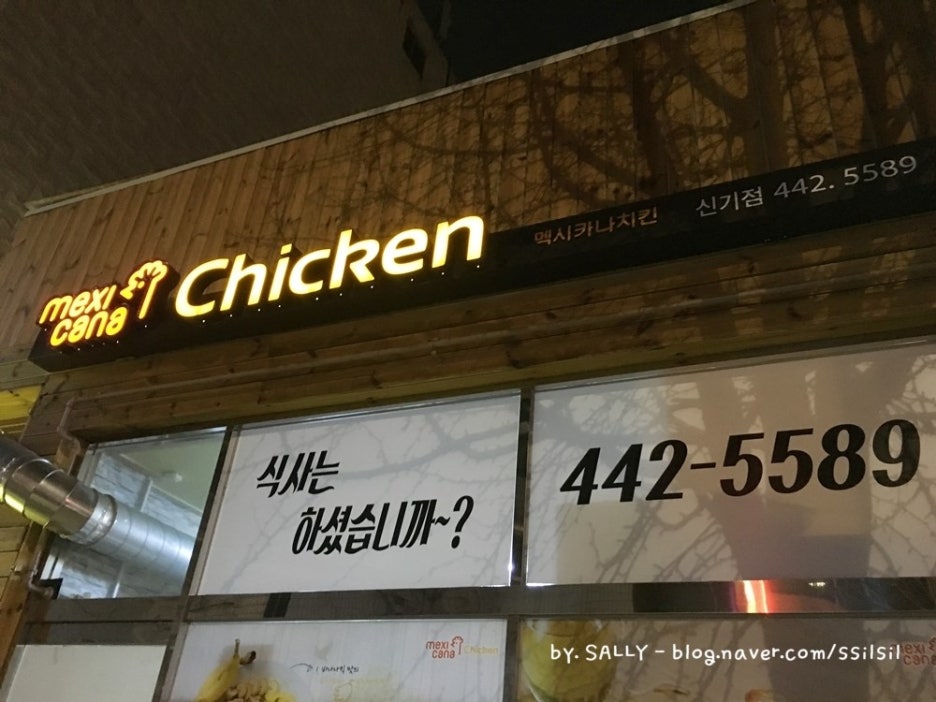 mexi
cana
Chicken
멕시카나치킨
신기점 442. 5589
식사는
하셨습니까~?
442-5589
mexi
cana
Chicken
by. SALLY - blog.naver.com/ssilsil